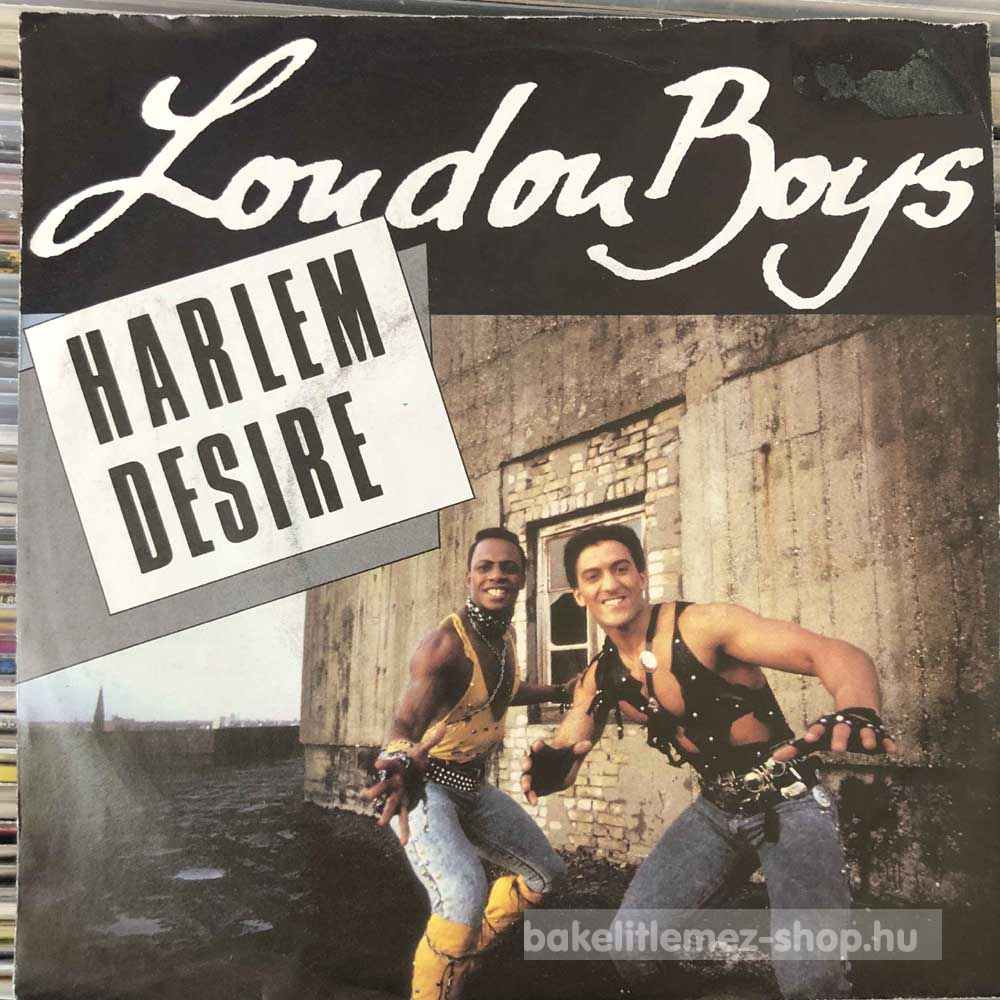 London Boys
HARLEM
DESIRE
bakelitlemez-shop.hu